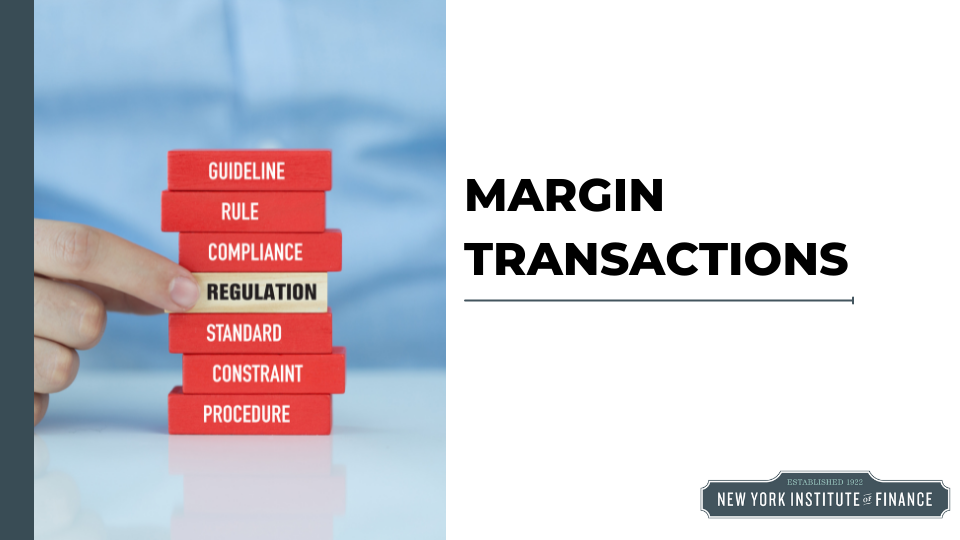 GUIDELINE
RULE
COMPLIANCE
REGULATION
STANDARD
CONSTRAINT
PROCEDURE
MARGIN
TRANSACTIONS
ESTABLISHED 1922
NEW YORK INSTITUTE of FINANCE